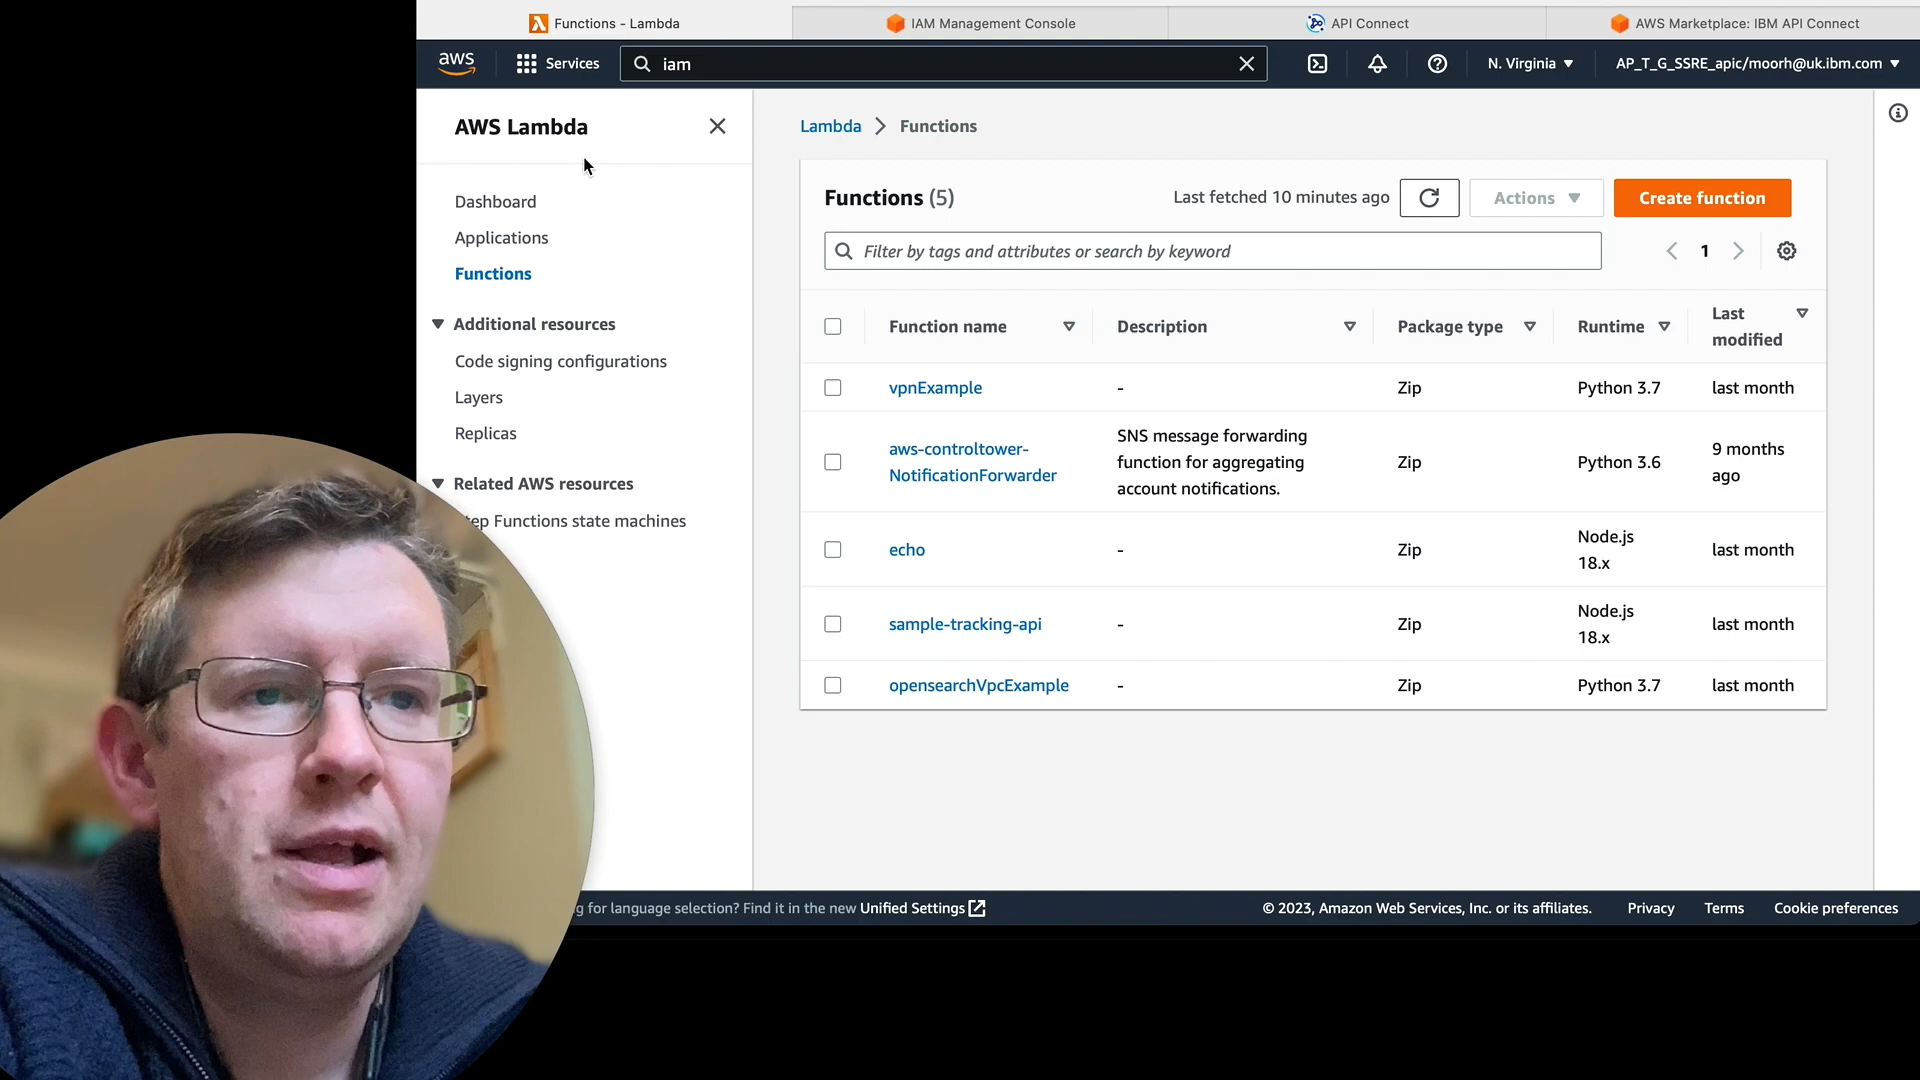 Functions - Lambda
IAM Management Console
API Connect
AWS Marketplace: IBM API Connect
aws
Services
iam
N. Virginia
AP_T_G_SSRE_apic/moorh@uk.ibm.com
AWS Lambda
Dashboard
Applications
Functions
Additional resources
Code signing configurations
Layers
Replicas
Related AWS resources
tep Functions state machines
Lambda
Functions
Functions (5)
Last fetched 10 minutes ago
Actions
Create function
Filter by tags and attributes or search by keyword
1
Function name
Description
Package type
Runtime
Last
modified
vpnExample
-
Zip
Python 3.7
last month
aws-controltower-
NotificationForwarder
SNS message forwarding
function for aggregating
account notifications.
Zip
Python 3.6
9 months
ago
echo
-
Zip
Node.js
18.x
last month
sample-tracking-api
-
Zip
Node.js
18.x
last month
opensearchVpcExample
-
Zip
Python 3.7
last month
g for language selection? Find it in the new Unified Settings
© 2023, Amazon Web Services, Inc. or its affiliates.
Privacy
Terms
Cookie preferences